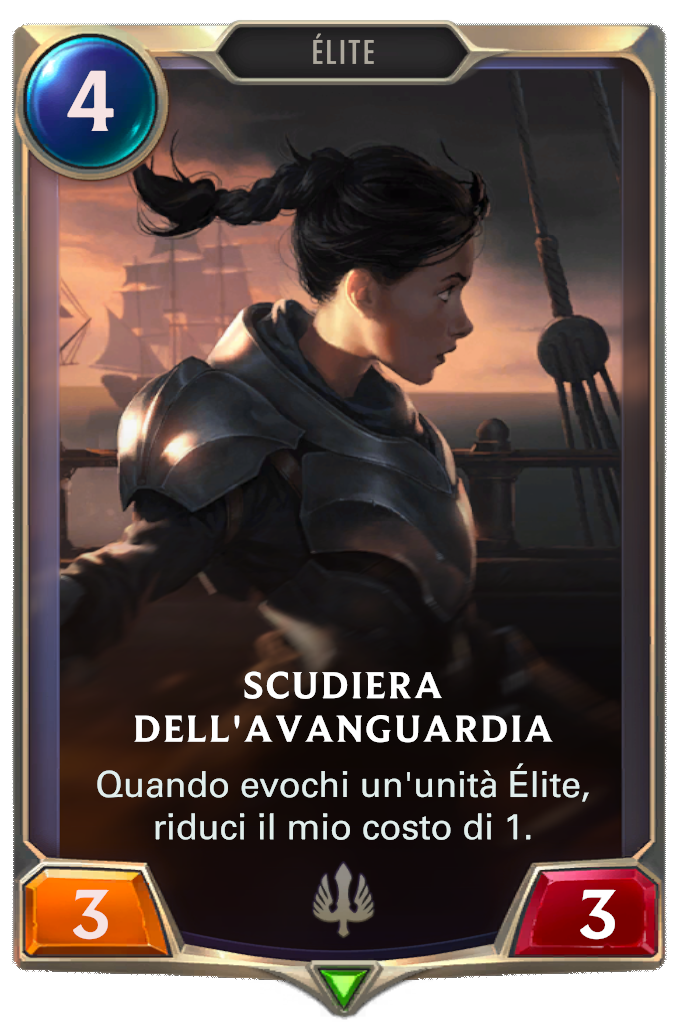 ÉLITE
4
SCUDIERA
DELL'AVANGUARDIA
Quando evochi un'unità Élite,
riduci il mio costo di 1.
3
3